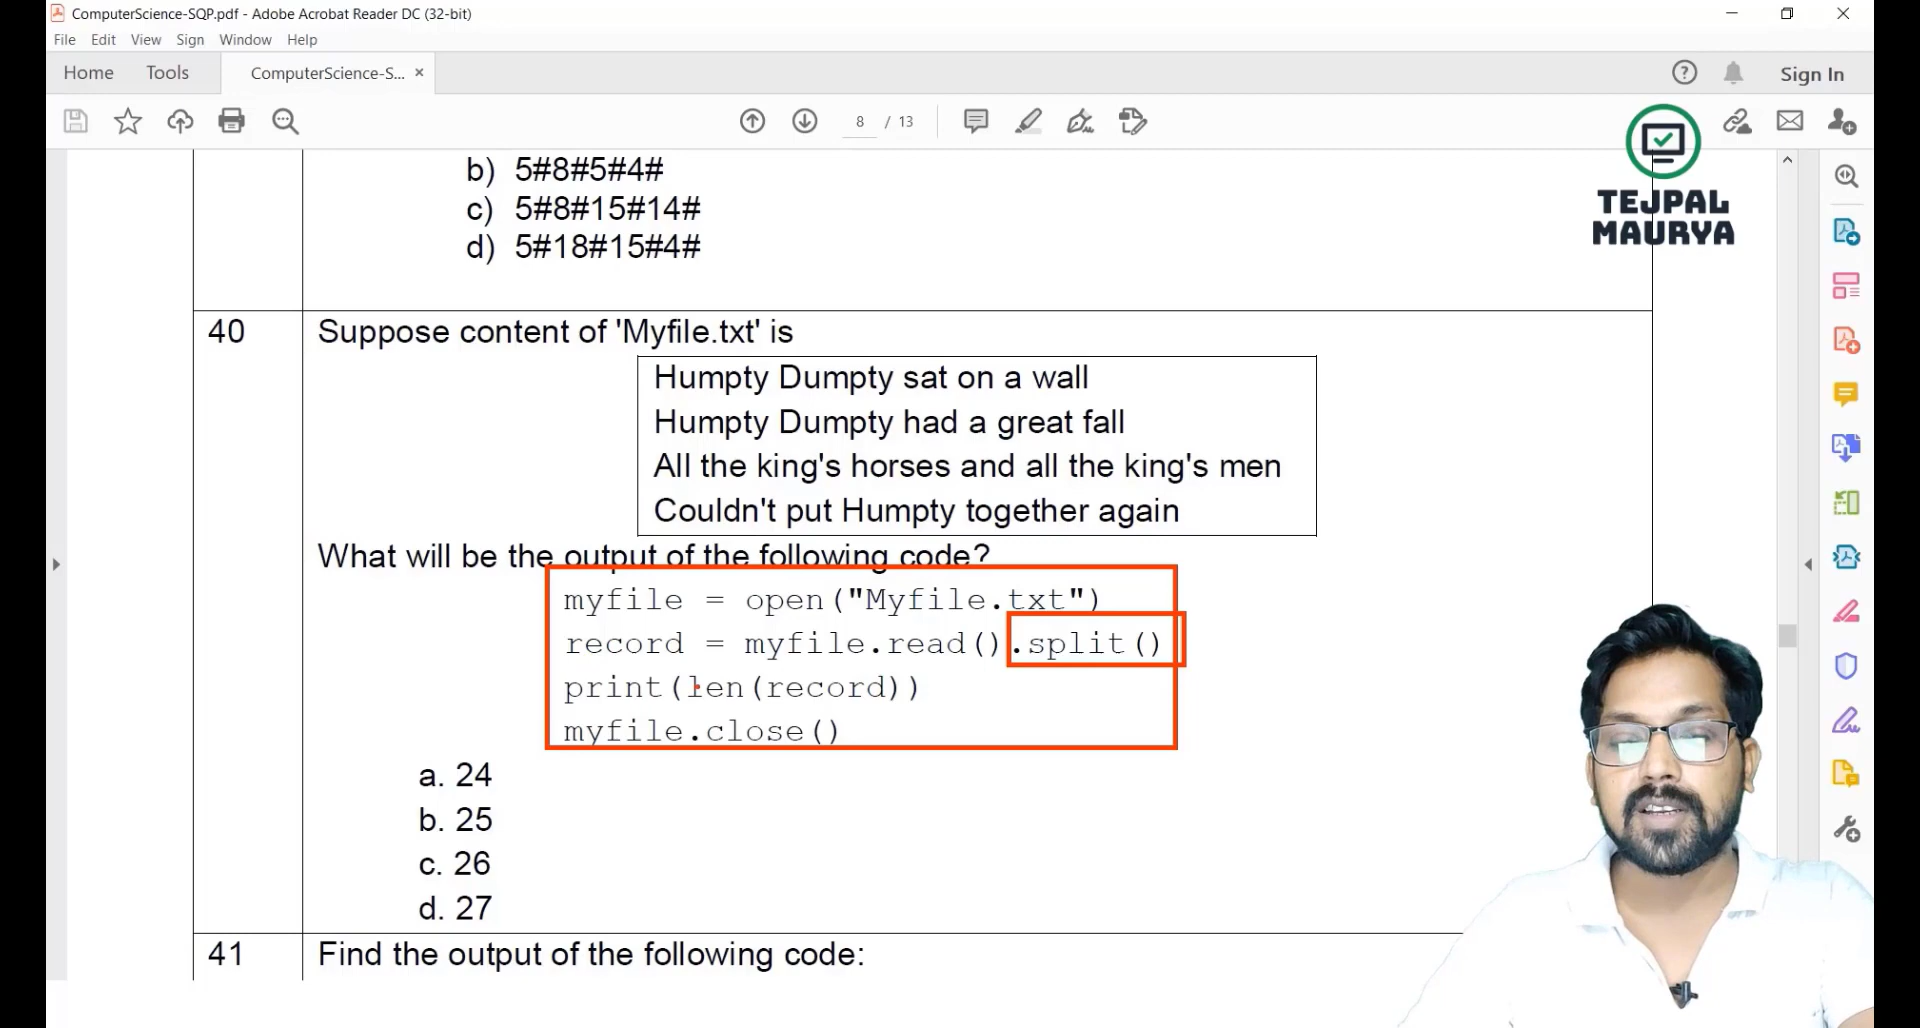 ComputerScience-SQP.pdf - Adobe Acrobat Reader DC (32-bit)
File Edit View Sign Window Help
Home Tools ComputerScience-S... × Sign In
8 / 13
TEJPAL
MAURYA
b) 5#8#5#4#
c) 5#8#15#14#
d) 5#18#15#4#
40 Suppose content of 'Myfile.txt' is
Humpty Dumpty sat on a wall
Humpty Dumpty had a great fall
All the king's horses and all the king's men
Couldn't put Humpty together again
What will be the output of the following code?
myfile = open("Myfile.txt")
record = myfile.read().split()
print(len(record))
myfile.close()
a. 24
b. 25
c. 26
d. 27
41 Find the output of the following code: